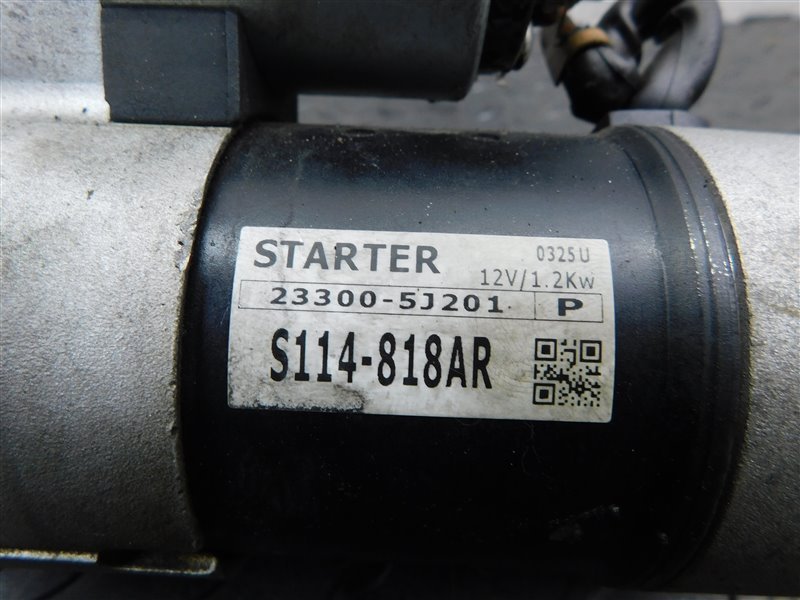 STARTER 0325U
12V/1.2Kw
23300-5J201 P
S114-818AR